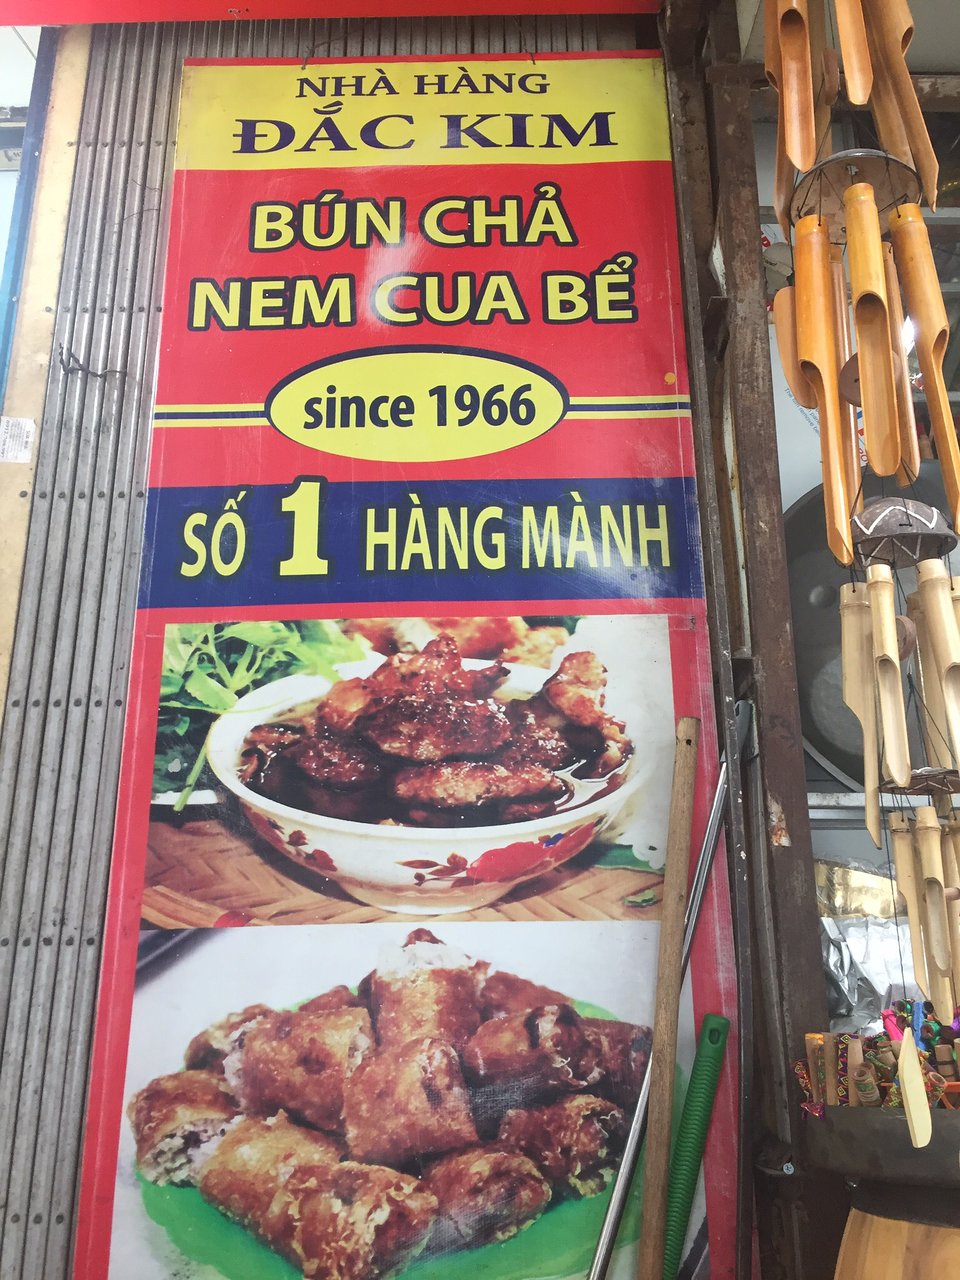 NHÀ HÀNG
ĐẮC KIM
BÚN CHẢ
NEM CUA BỂ
since 1966
SỐ 1 HÀNG MÀNH